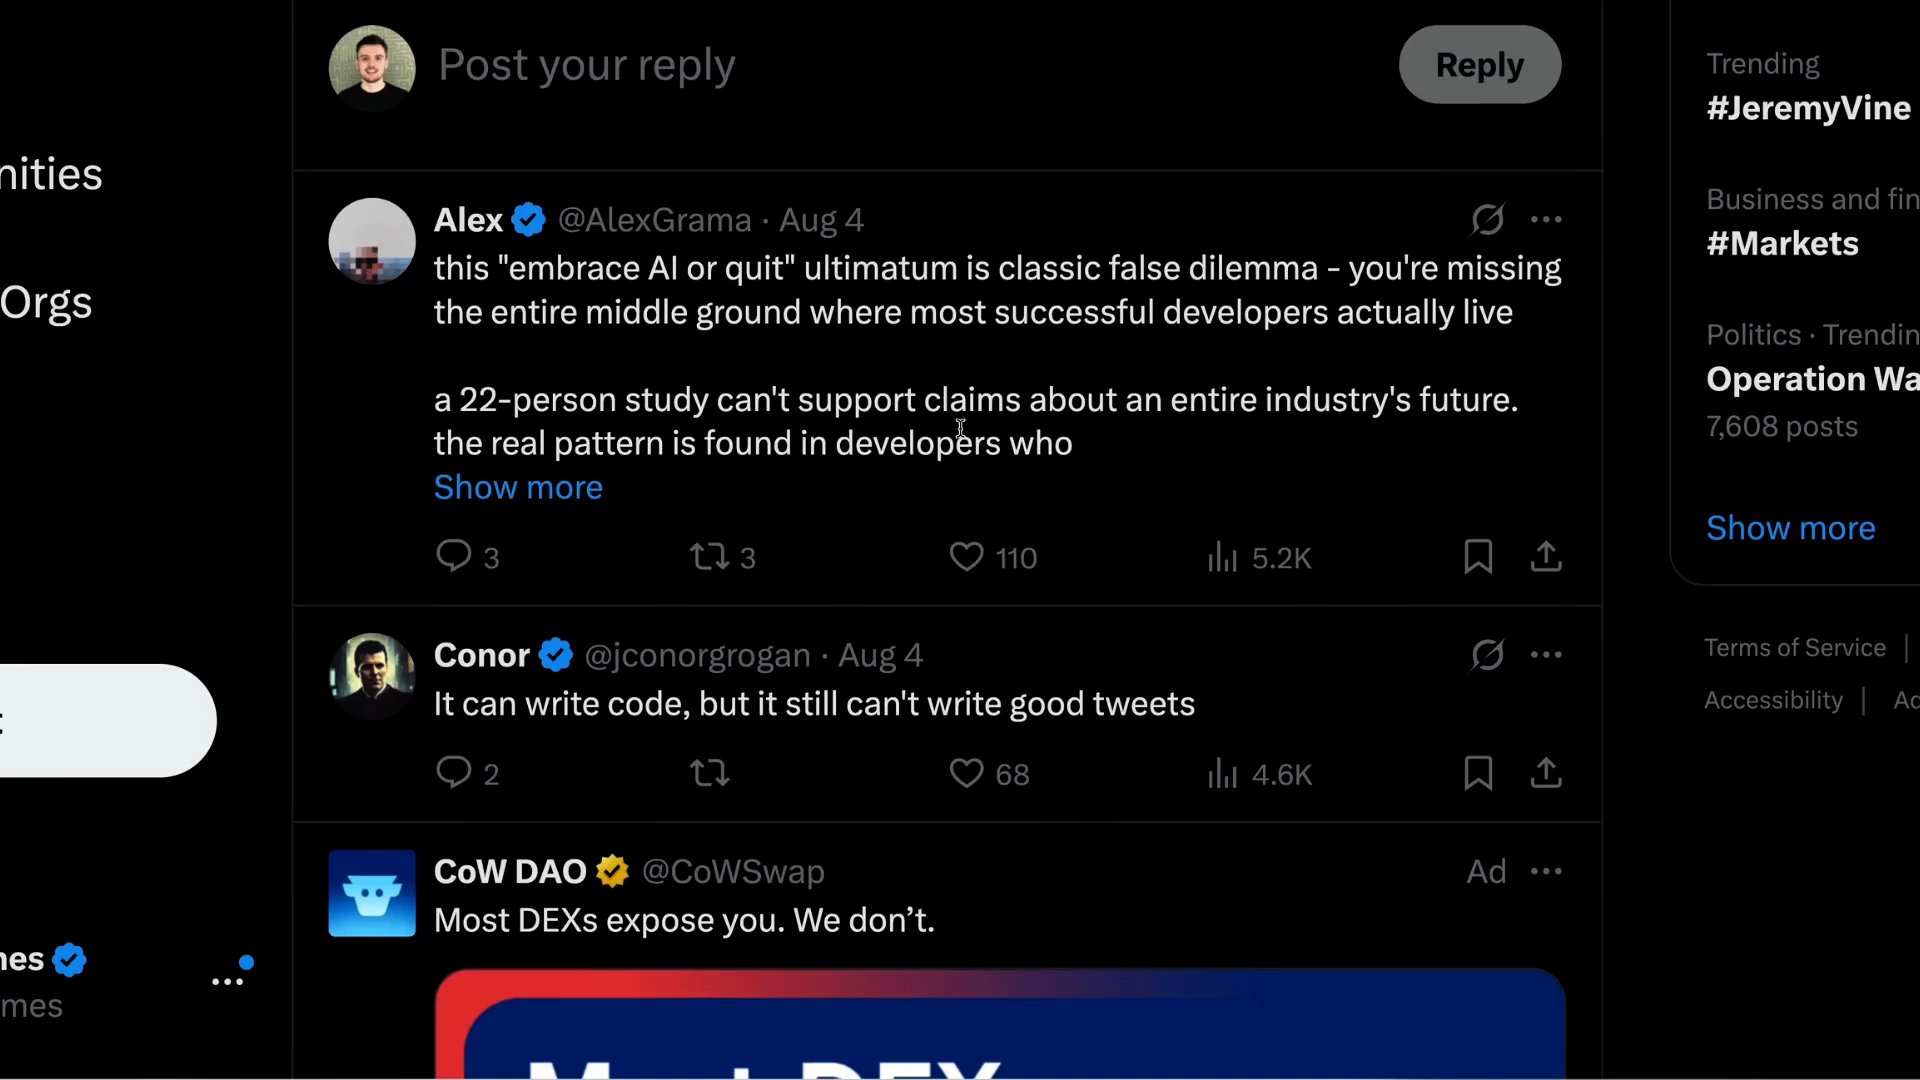 Post your reply
Reply
Alex @AlexGrama · Aug 4
this "embrace AI or quit" ultimatum is classic false dilemma - you're missing
the entire middle ground where most successful developers actually live
a 22-person study can't support claims about an entire industry's future.
the real pattern is found in developers who
Show more
3
3
110
5.2K
Conor @jconorgrogan · Aug 4
It can write code, but it still can't write good tweets
2
68
4.6K
CoW DAO @CoWSwap
Ad
Most DEXs expose you. We don’t.
Most DEX
nities
Orgs
t
nes
mes
Trending
#JeremyVine
Business and fin
#Markets
Politics · Trendin
Operation Wa
7,608 posts
Show more
Terms of Service |
Accessibility | Ad